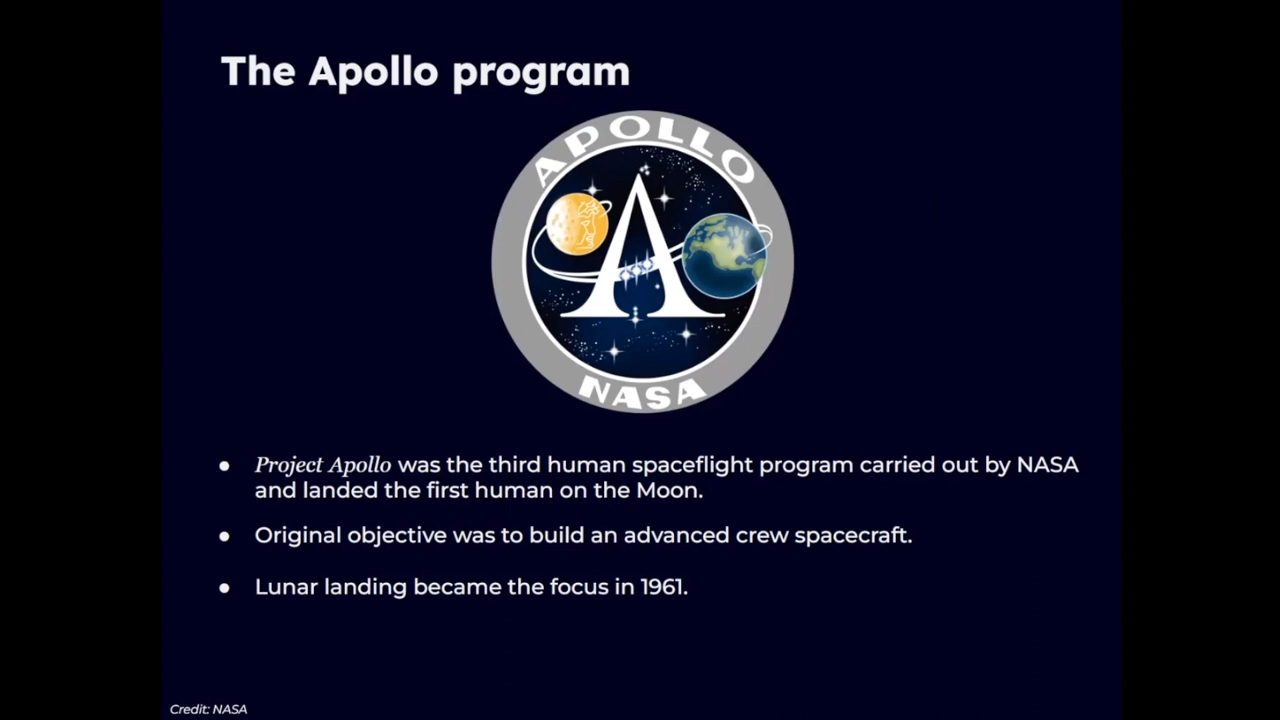 The Apollo program
APOLLO
A
NASA
● Project Apollo was the third human spaceflight program carried out by NASA
and landed the first human on the Moon.
● Original objective was to build an advanced crew spacecraft.
● Lunar landing became the focus in 1961.
Credit: NASA